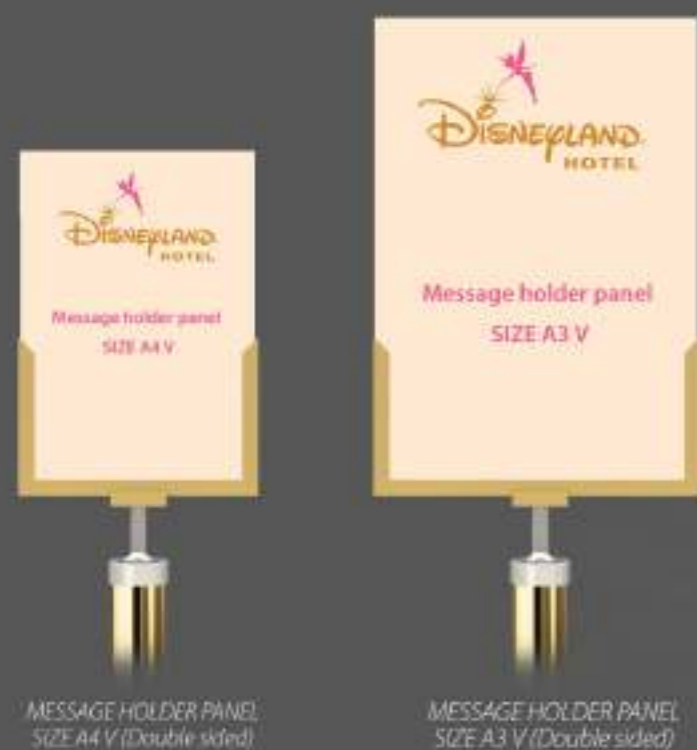 DISNEYLAND
HOTEL
Message holder panel
SIZE A4 V
MESSAGE HOLDER PANEL
SIZE A4 V (Double sided)
DISNEYLAND
HOTEL
Message holder panel
SIZE A3 V
MESSAGE HOLDER PANEL
SIZE A3 V (Double sided)